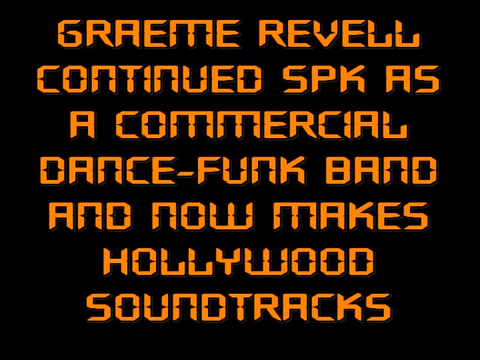 GRAEME REVELL
CONTINUED SPK AS
A COMMERCIAL
DANCE-FUNK BAND
AND NOW MAKES
HOLLYWOOD
SOUNDTRACKS